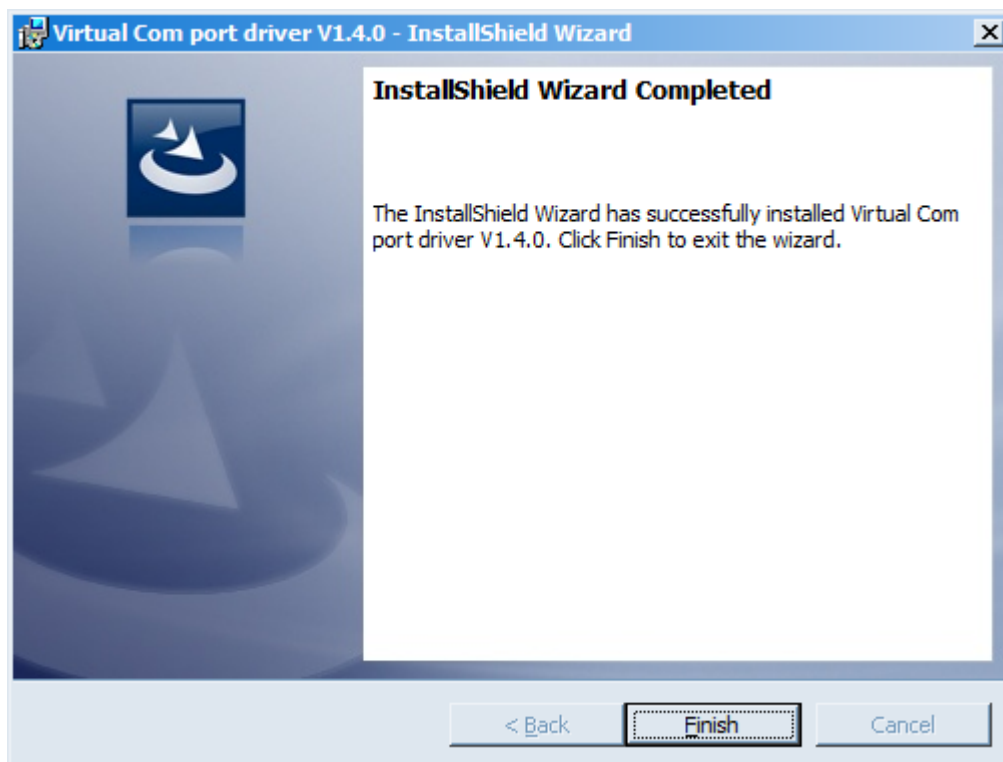 Virtual Com port driver V1.4.0 - InstallShield Wizard
InstallShield Wizard Completed
The InstallShield Wizard has successfully installed Virtual Com
port driver V1.4.0. Click Finish to exit the wizard.
< Back
Finish
Cancel